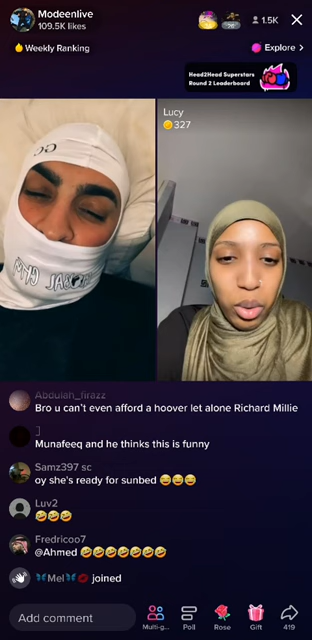 Modeenlive
109.5K likes
20
1.5K
Weekly Ranking
Explore >
Head2Head Superstars
Round 2 Leaderboard
Lucy
327
Abdulah_firazz
Bro u can't even afford a hoover let alone Richard Millie
J
Munafeeq and he thinks this is funny
Samz397 sc
oy she's ready for sunbed 😂😂😂
Luv2
🤣🤣🤣
Fredricoo7
@Ahmed 🤣🤣🤣🤣🤣🤣🤣
🦋Mel🦋💋 joined
Add comment
Multi-g...
Poll
Rose
Gift
419